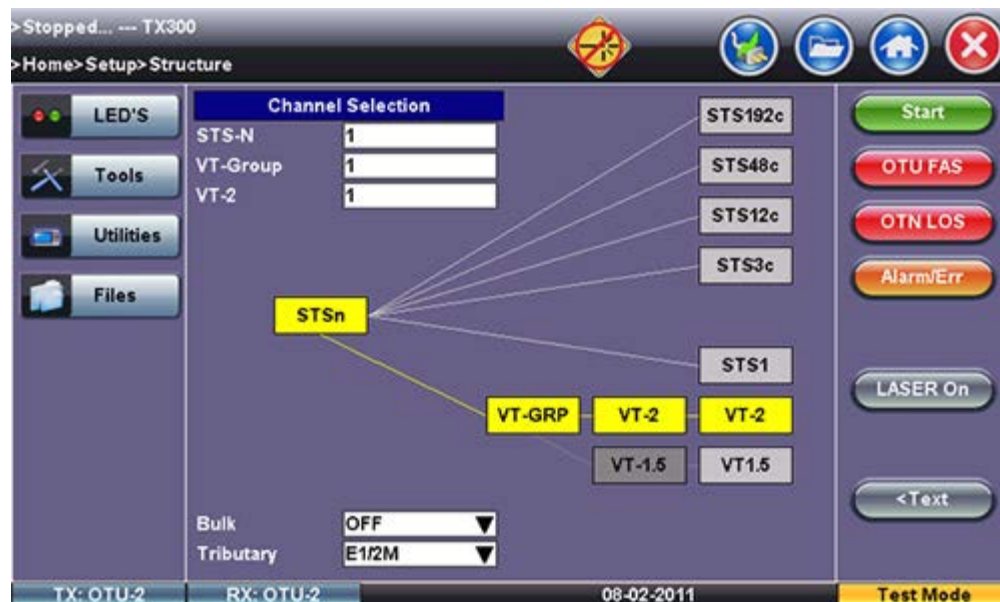 >Stopped... --- TX300
>Home>Setup>Structure
LED'S
Tools
Utilities
Files
Channel Selection
STS-N 1
VT-Group 1
VT-2 1
STS192c
STS48c
STS12c
STS3c
STSn
STS1
VT-GRP VT-2 VT-2
VT-1.5 VT1.5
Bulk OFF
Tributary E1/2M
Start
OTU FAS
OTN LOS
Alarm/Err
LASER On
<Text
TX: OTU-2 RX: OTU-2 08-02-2011 Test Mode